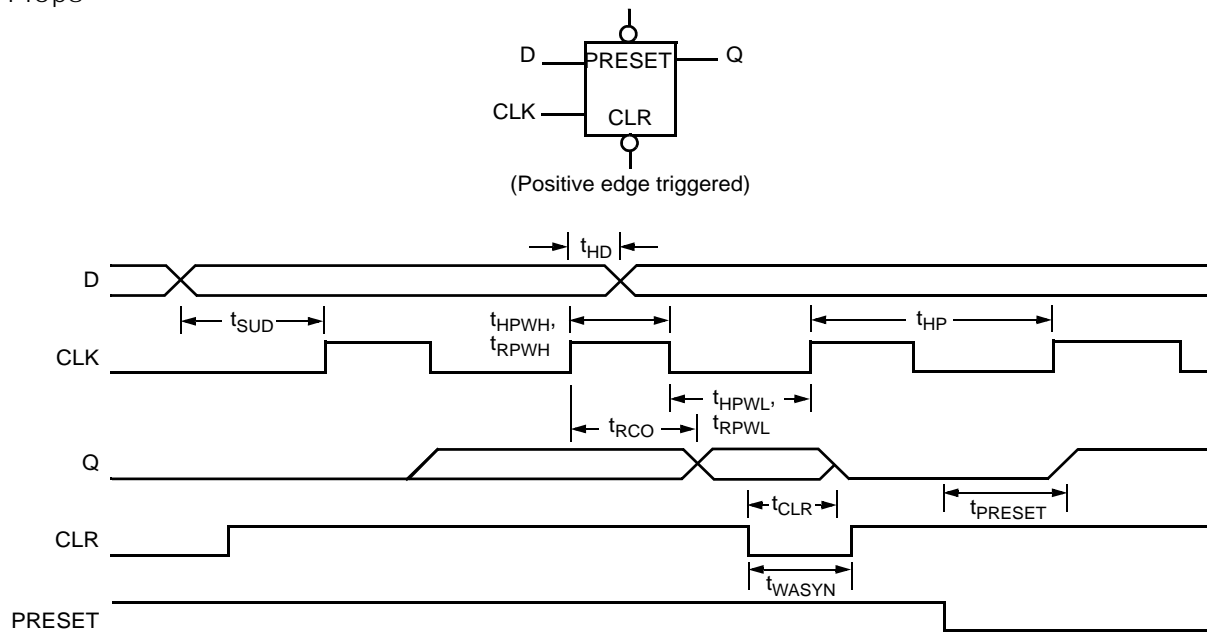 D PRESET Q
CLK CLR
(Positive edge triggered)
tHD
D
tSUD
tHPWH,
tRPWH
tHP
CLK
tHPWL,
tRPWL
tRCO
Q
tCLR
tPRESET
CLR
tWASYN
PRESET